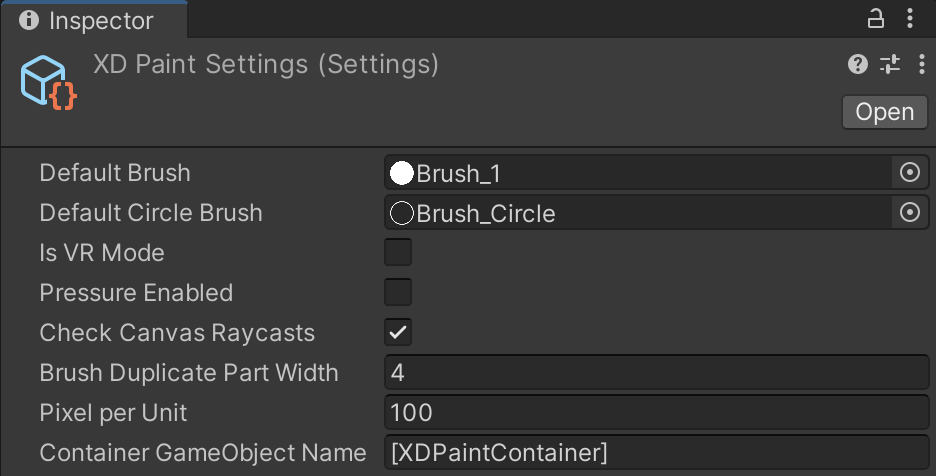 Inspector
XD Paint Settings (Settings)
Open
Default Brush Brush_1
Default Circle Brush Brush_Circle
Is VR Mode
Pressure Enabled
Check Canvas Raycasts
Brush Duplicate Part Width 4
Pixel per Unit 100
Container GameObject Name [XDPaintContainer]